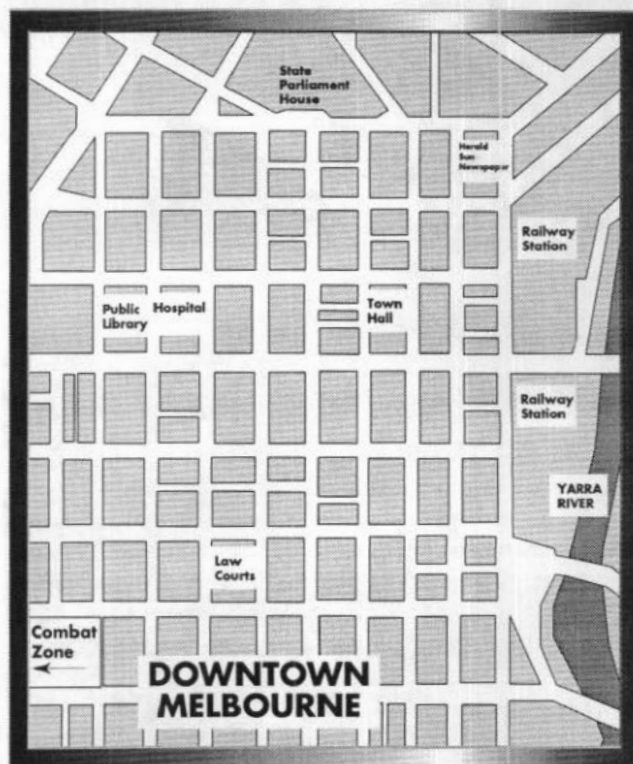 State
Parliament
House
Herald
Sun
Newspaper
Railway
Station
Public
Library
Hospital
Town
Hall
Railway
Station
YARRA
RIVER
Law
Courts
Combat
Zone
DOWNTOWN
MELBOURNE